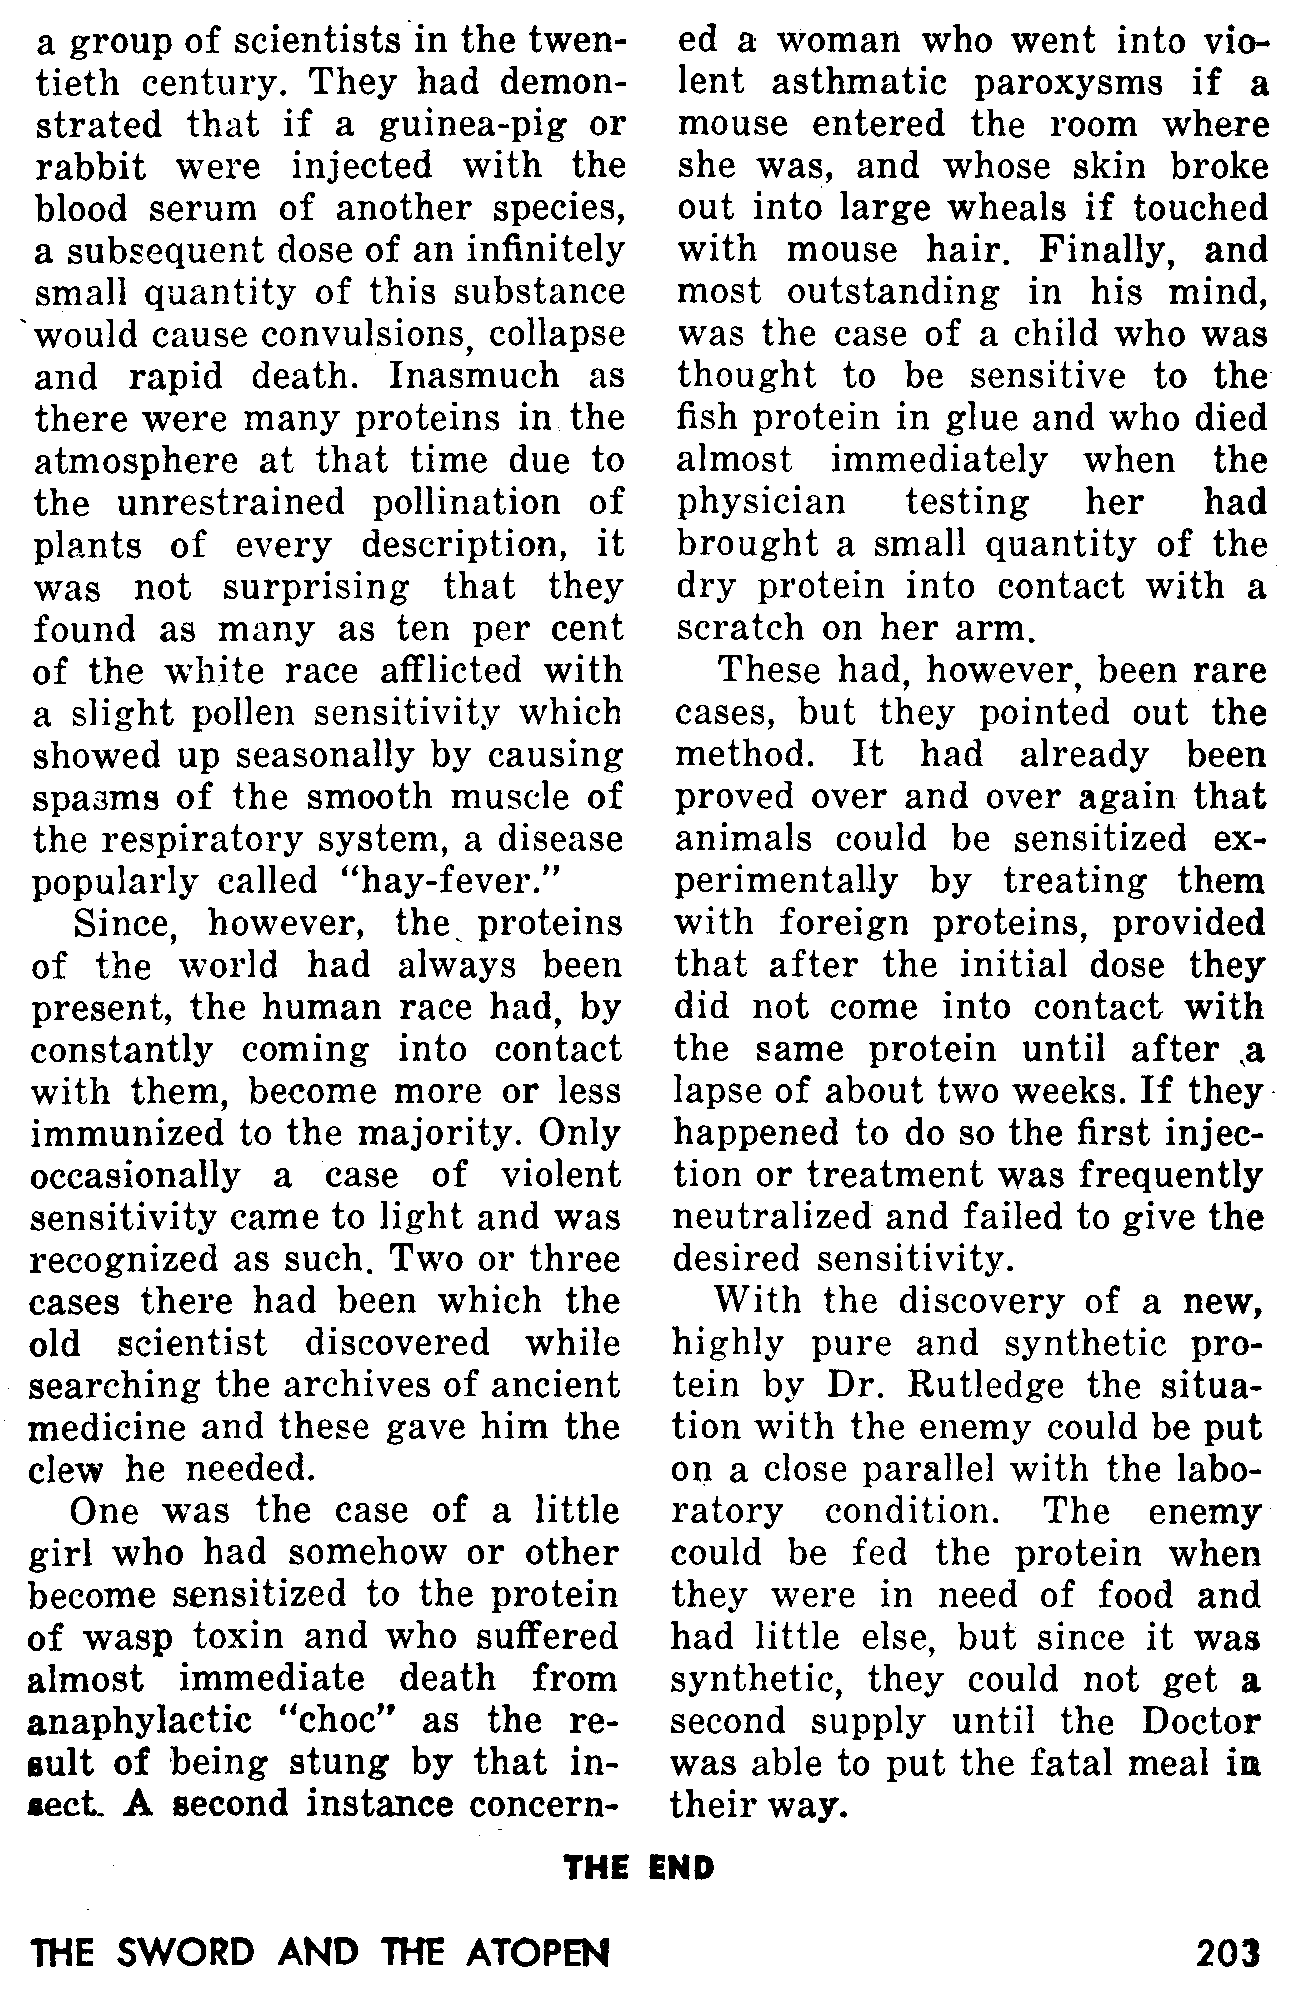 a group of scientists in the twen-
tieth century. They had demon-
strated that if a guinea-pig or
rabbit were injected with the
blood serum of another species,
a subsequent dose of an infinitely
small quantity of this substance
would cause convulsions, collapse
and rapid death. Inasmuch as
there were many proteins in the
atmosphere at that time due to
the unrestrained pollination of
plants of every description, it
was not surprising that they
found as many as ten per cent
of the white race afflicted with
a slight pollen sensitivity which
showed up seasonally by causing
spasms of the smooth muscle of
the respiratory system, a disease
popularly called “hay-fever.”
Since, however, the proteins
of the world had always been
present, the human race had, by
constantly coming into contact
with them, become more or less
immunized to the majority. Only
occasionally a case of violent
sensitivity came to light and was
recognized as such. Two or three
cases there had been which the
old scientist discovered while
searching the archives of ancient
medicine and these gave him the
clew he needed.
One was the case of a little
girl who had somehow or other
become sensitized to the protein
of wasp toxin and who suffered
almost immediate death from
anaphylactic “choc” as the re-
sult of being stung by that in-
sect. A second instance concern-
ed a woman who went into vio-
lent asthmatic paroxysms if a
mouse entered the room where
she was, and whose skin broke
out into large wheals if touched
with mouse hair. Finally, and
most outstanding in his mind,
was the case of a child who was
thought to be sensitive to the
fish protein in glue and who died
almost immediately when the
physician testing her had
brought a small quantity of the
dry protein into contact with a
scratch on her arm.
These had, however, been rare
cases, but they pointed out the
method. It had already been
proved over and over again that
animals could be sensitized ex-
perimentally by treating them
with foreign proteins, provided
that after the initial dose they
did not come into contact with
the same protein until after a
lapse of about two weeks. If they
happened to do so the first injec-
tion or treatment was frequently
neutralized and failed to give the
desired sensitivity.
With the discovery of a new,
highly pure and synthetic pro-
tein by Dr. Rutledge the situa-
tion with the enemy could be put
on a close parallel with the labo-
ratory condition. The enemy
could be fed the protein when
they were in need of food and
had little else, but since it was
synthetic, they could not get a
second supply until the Doctor
was able to put the fatal meal in
their way.
THE END
THE SWORD AND THE ATOPEN 203